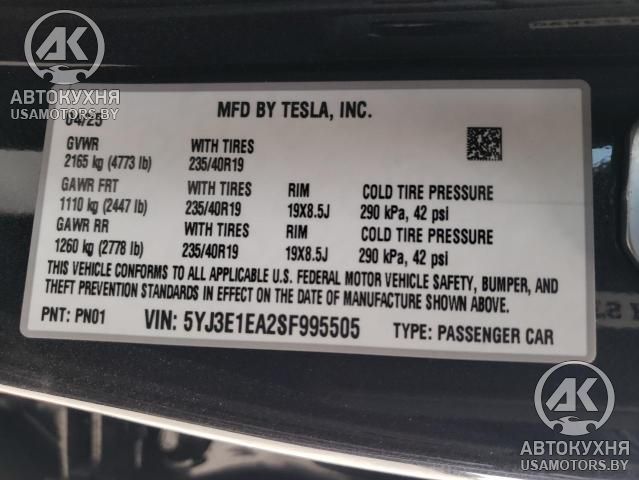 АК
АВТОКУХНЯ
USAMOTORS.BY
MFD BY TESLA, INC.
04/25
GVWR WITH TIRES
2165 kg (4773 lb) 235/40R19
GAWR FRT WITH TIRES RIM COLD TIRE PRESSURE
1110 kg (2447 lb) 235/40R19 19X8.5J 290 kPa, 42 psi
GAWR RR WITH TIRES RIM COLD TIRE PRESSURE
1260 kg (2778 lb) 235/40R19 19X8.5J 290 kPa, 42 psi
THIS VEHICLE CONFORMS TO ALL APPLICABLE U.S. FEDERAL MOTOR VEHICLE SAFETY, BUMPER, AND
THEFT PREVENTION STANDARDS IN EFFECT ON THE DATE OF MANUFACTURE SHOWN ABOVE.
PNT: PN01 VIN: 5YJ3E1EA2SF995505 TYPE: PASSENGER CAR
АК
АВТОКУХНЯ
USAMOTORS.BY